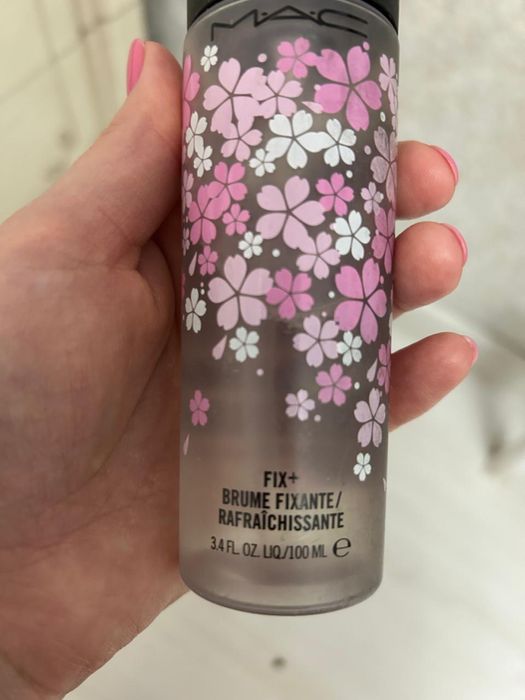 M·A·C
FIX+
BRUME FIXANTE/
RAFRAÎCHISSANTE
3.4 FL. OZ. LIQ./100 ML ℮